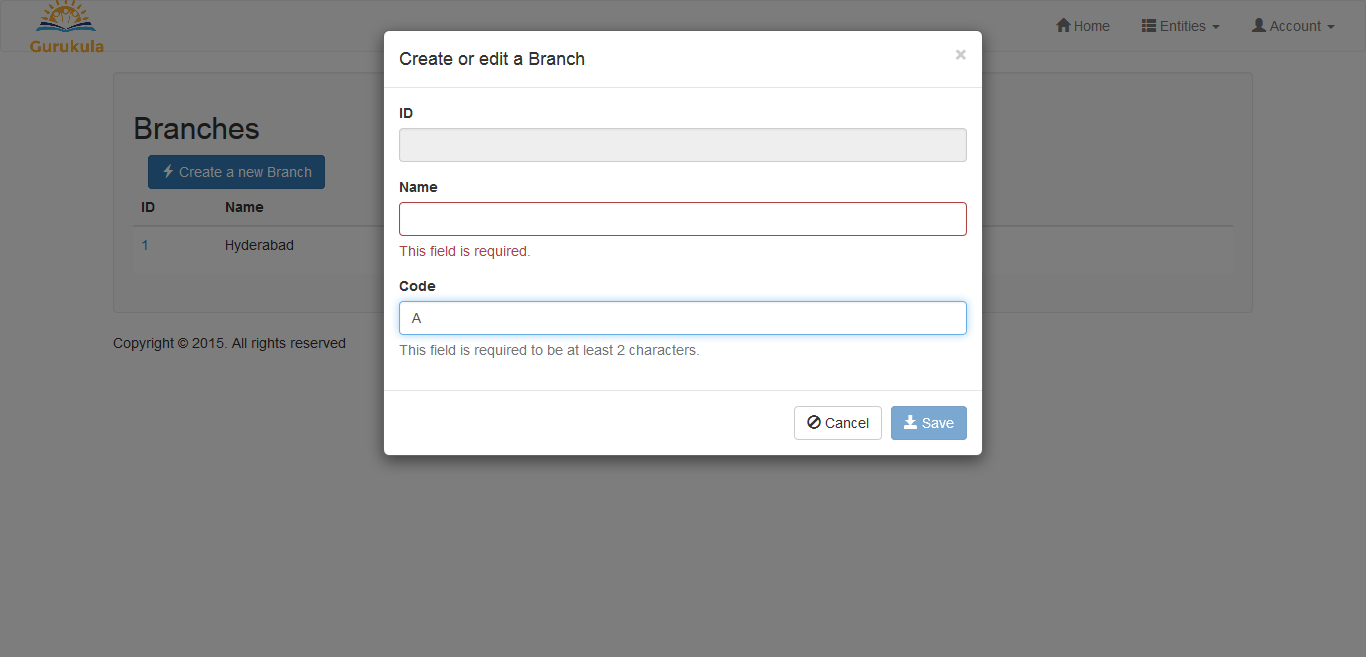 Gurukula
Home Entities Account
Create or edit a Branch ×
ID
Name
This field is required.
Code
A
This field is required to be at least 2 characters.
Cancel Save
Branches
Create a new Branch
ID Name
1 Hyderabad
Copyright © 2015. All rights reserved